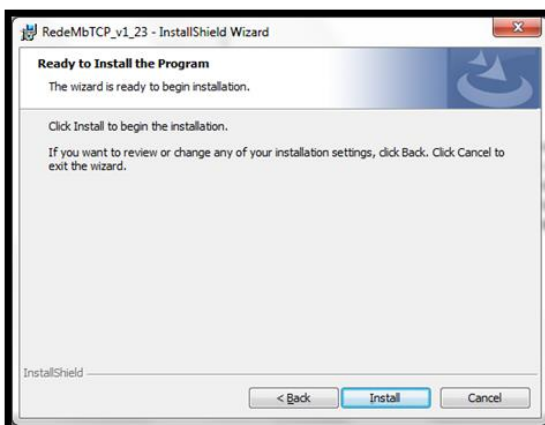 RedeMbTCP_v1_23 - InstallShield Wizard
Ready to Install the Program
The wizard is ready to begin installation.
Click Install to begin the installation.
If you want to review or change any of your installation settings, click Back. Click Cancel to
exit the wizard.
InstallShield
< Back
Install
Cancel